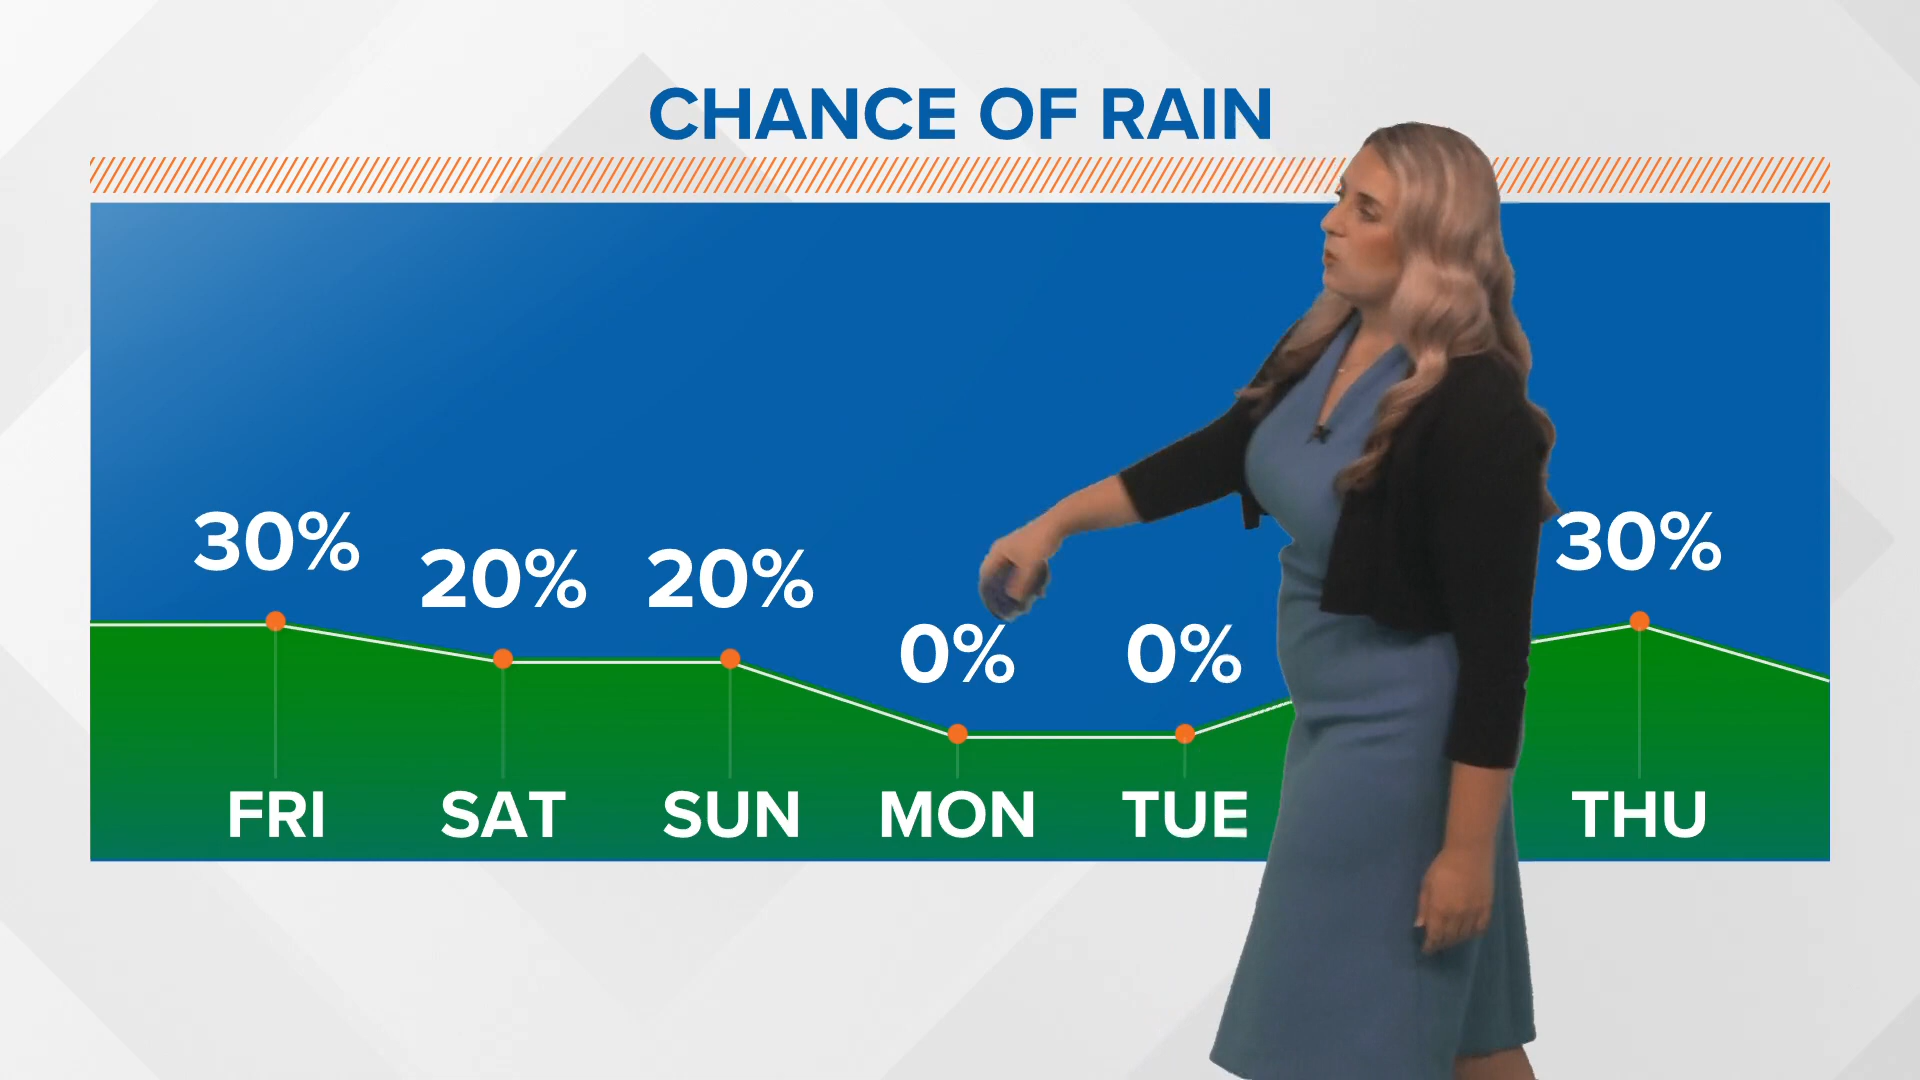 CHANCE OF RAIN
30% 20% 20% 0% 0% 30%
FRI SAT SUN MON TUE THU